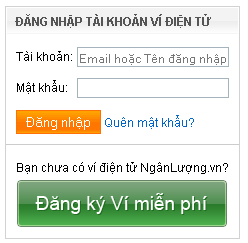 ĐĂNG NHẬP TÀI KHOẢN VÍ ĐIỆN TỬ
Tài khoản: Email hoặc Tên đăng nhập
Mật khẩu:
Đăng nhập Quên mật khẩu?
Bạn chưa có ví điện tử NgânLượng.vn?
Đăng ký Ví miễn phí